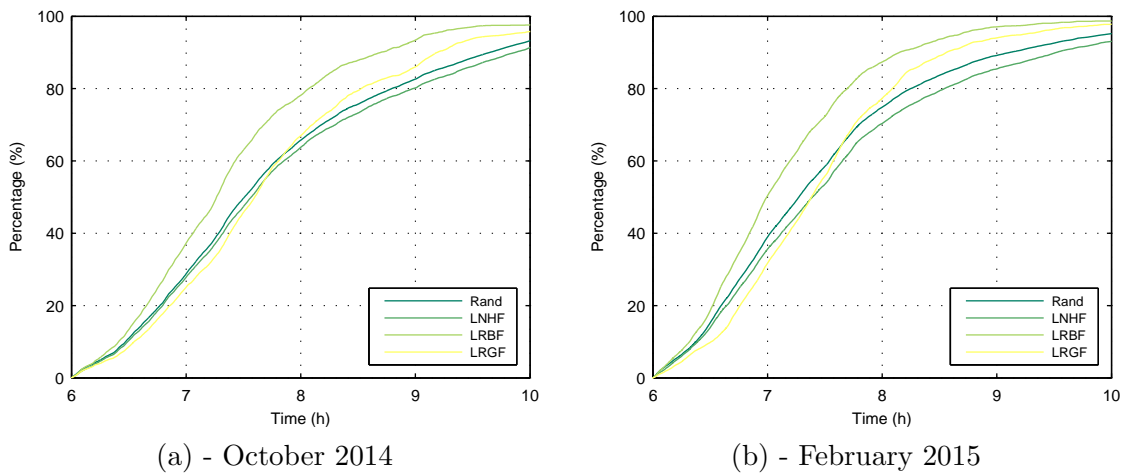 100
80
60
40
20
0
Percentage (%)
6 7 8 9 10
Time (h)
Rand
LNHF
LRBF
LRGF
(a) - October 2014
100
80
60
40
20
0
Percentage (%)
6 7 8 9 10
Time (h)
Rand
LNHF
LRBF
LRGF
(b) - February 2015